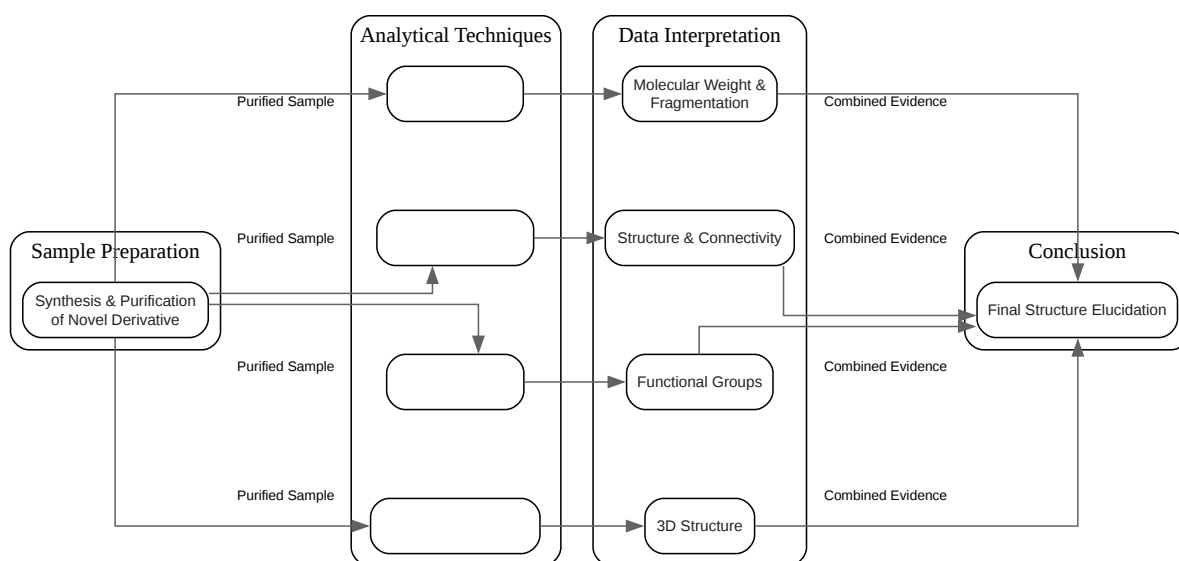 Analytical Techniques
Data Interpretation
Molecular Weight &
Fragmentation
Purified Sample
Combined Evidence
Purified Sample
Structure & Connectivity
Combined Evidence
Sample Preparation
Conclusion
Synthesis & Purification
of Novel Derivative
Final Structure Elucidation
Purified Sample
Functional Groups
Combined Evidence
Purified Sample
Combined Evidence
3D Structure